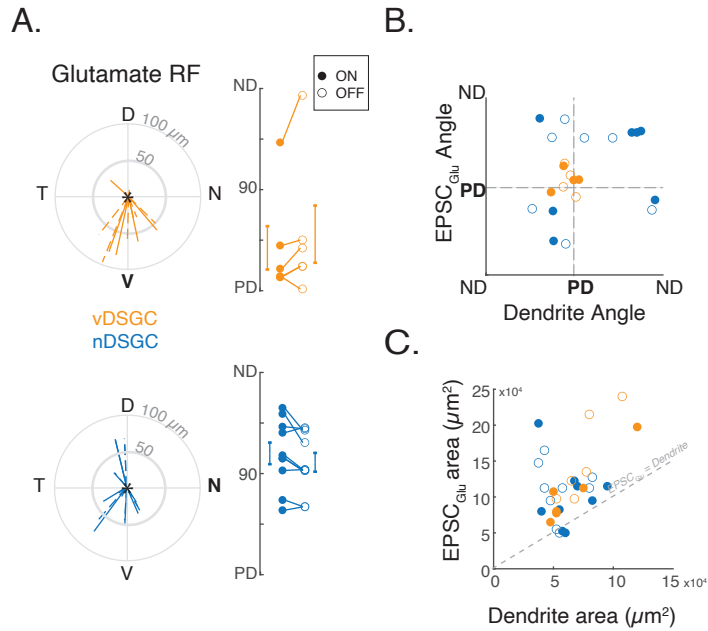 A.
Glutamate RF
D
100 µm
50
T
N
V
ND
90
PD
ON
OFF
vDSGC
nDSGC
D
100 µm
50
T
N
V
ND
90
PD
B.
ND
PD
EPSCGlu Angle
ND
PD
ND
Dendrite Angle
C.
EPSCGlu area (µm²)
25
x10⁴
20
15
10
5
0
EPSCGlu = Dendrite
0
5
10
15
x10⁴
Dendrite area (µm²)